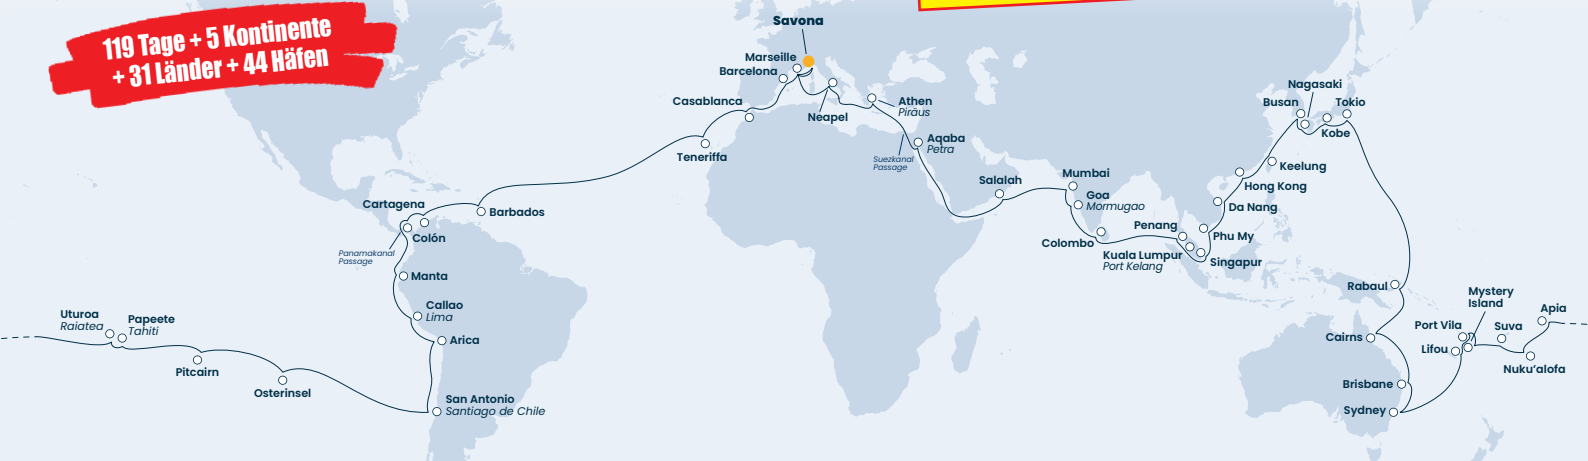 119 Tage + 5 Kontinente
+ 31 Länder + 44 Häfen
Savona
Marseille
Barcelona
Casablanca
Teneriffa
Neapel
Athen
Piräus
Suezkanal
Passage
Aqaba
Petra
Salalah
Mumbai
Goa
Mormugao
Colombo
Penang
Kuala Lumpur
Port Kelang
Singapur
Phu My
Da Nang
Hong Kong
Keelung
Nagasaki
Busan
Tokio
Kobe
Rabaul
Cairns
Brisbane
Sydney
Mystery
Island
Port Vila
Lifou
Suva
Apia
Nuku‘alofa
Barbados
Cartagena
Colón
Panamakanal
Passage
Manta
Callao
Lima
Arica
San Antonio
Santiago de Chile
Osterinsel
Pitcairn
Papeete
Tahiti
Uturoa
Raiatea